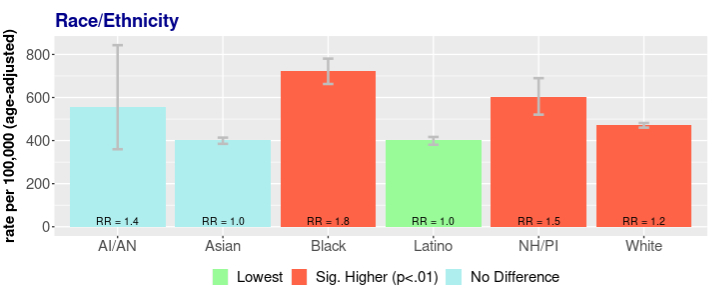 Race/Ethnicity
rate per 100,000 (age-adjusted)
800
600
400
200
0
RR = 1.4 RR = 1.0 RR = 1.8 RR = 1.0 RR = 1.5 RR = 1.2
AI/AN Asian Black Latino NH/PI White
Lowest Sig. Higher (p<.01) No Difference